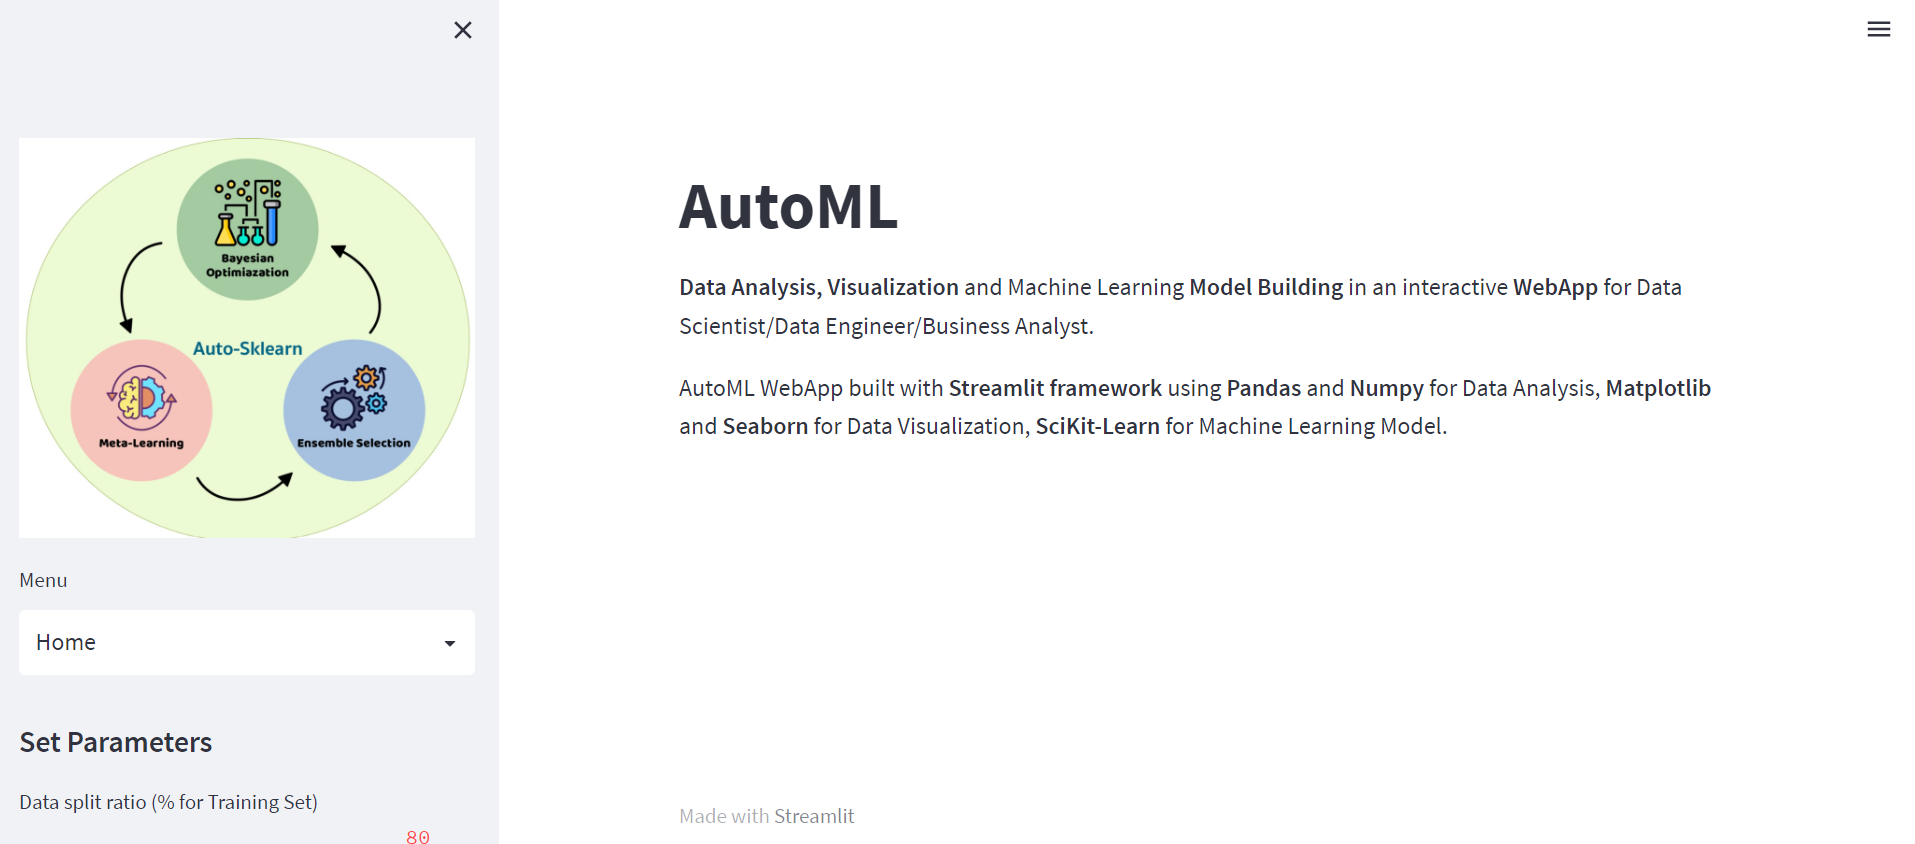 Bayesian
Optimiazation
Auto-Sklearn
Meta-Learning
Ensemble Selection
Menu
Home
Set Parameters
Data split ratio (% for Training Set)
80
AutoML
Data Analysis, Visualization and Machine Learning Model Building in an interactive WebApp for Data
Scientist/Data Engineer/Business Analyst.
AutoML WebApp built with Streamlit framework using Pandas and Numpy for Data Analysis, Matplotlib
and Seaborn for Data Visualization, SciKit-Learn for Machine Learning Model.
Made with Streamlit